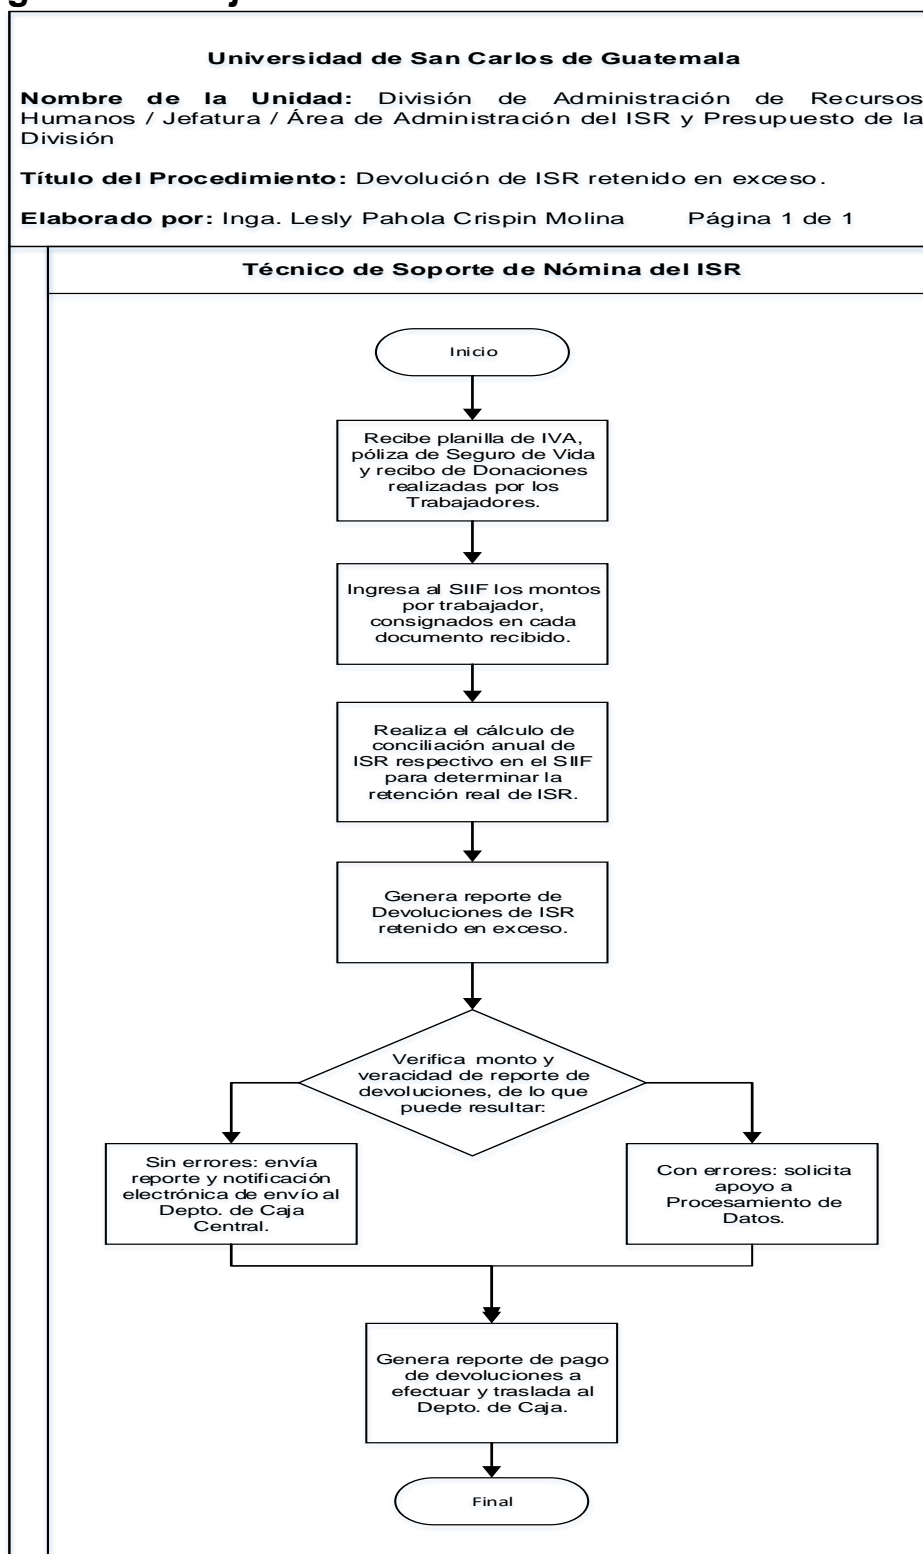 Universidad de San Carlos de Guatemala
Nombre de la Unidad: División de Administración de Recursos
Humanos / Jefatura / Área de Administración del ISR y Presupuesto de la
División
Título del Procedimiento: Devolución de ISR retenido en exceso.
Elaborado por: Inga. Lesly Pahola Crispin Molina Página 1 de 1
Técnico de Soporte de Nómina del ISR
Inicio
Recibe planilla de IVA,
póliza de Seguro de Vida
y recibo de Donaciones
realizadas por los
Trabajadores.
Ingresa al SIIF los montos
por trabajador,
consignados en cada
documento recibido.
Realiza el cálculo de
conciliación anual de
ISR respectivo en el SIIF
para determinar la
retención real de ISR.
Genera reporte de
Devoluciones de ISR
retenido en exceso.
Verifica monto y
veracidad de reporte de
devoluciones, de lo que
puede resultar:
Sin errores: envía
reporte y notificación
electrónica de envío al
Depto. de Caja
Central.
Con errores: solicita
apoyo a
Procesamiento de
Datos.
Genera reporte de pago
de devoluciones a
efectuar y traslada al
Depto. de Caja.
Final